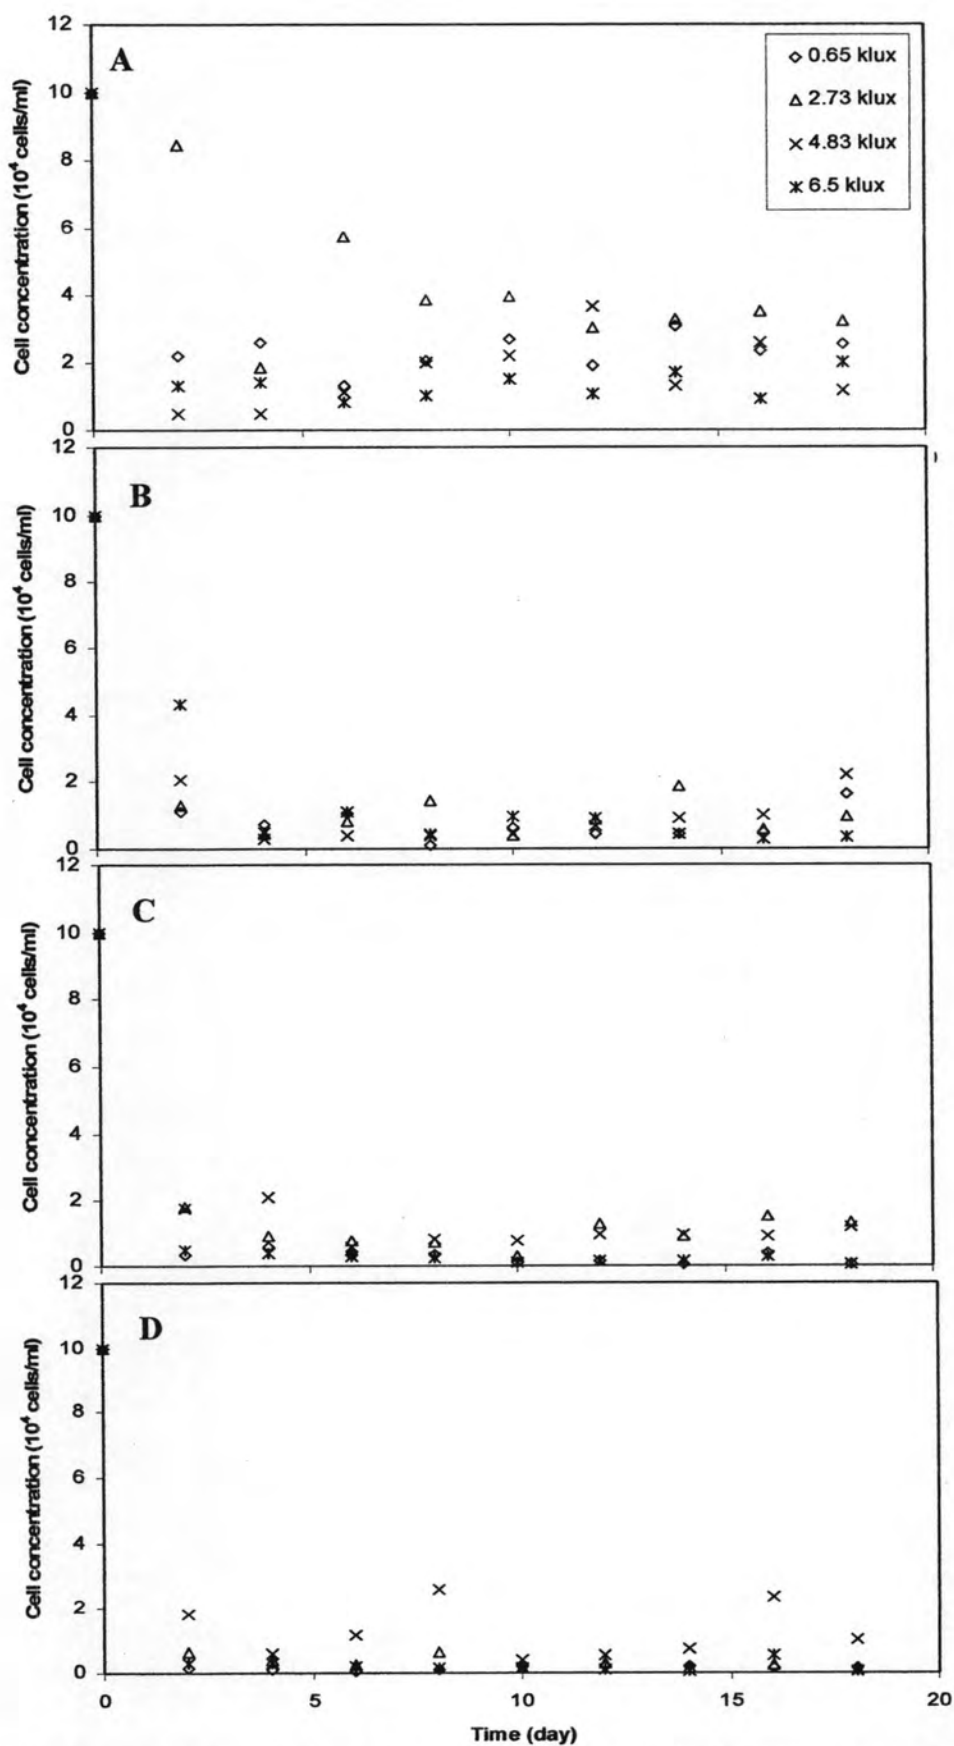 A
0.65 klux
2.73 klux
4.83 klux
6.5 klux
Cell concentration (10⁴ cells/ml)
12
10
8
6
4
2
0
B
Cell concentration (10⁴ cells/ml)
12
10
8
6
4
2
0
C
Cell concentration (10⁴ cells/ml)
12
10
8
6
4
2
0
D
Cell concentration (10⁴ cells/ml)
12
10
8
6
4
2
0
0 5 10 15 20
Time (day)